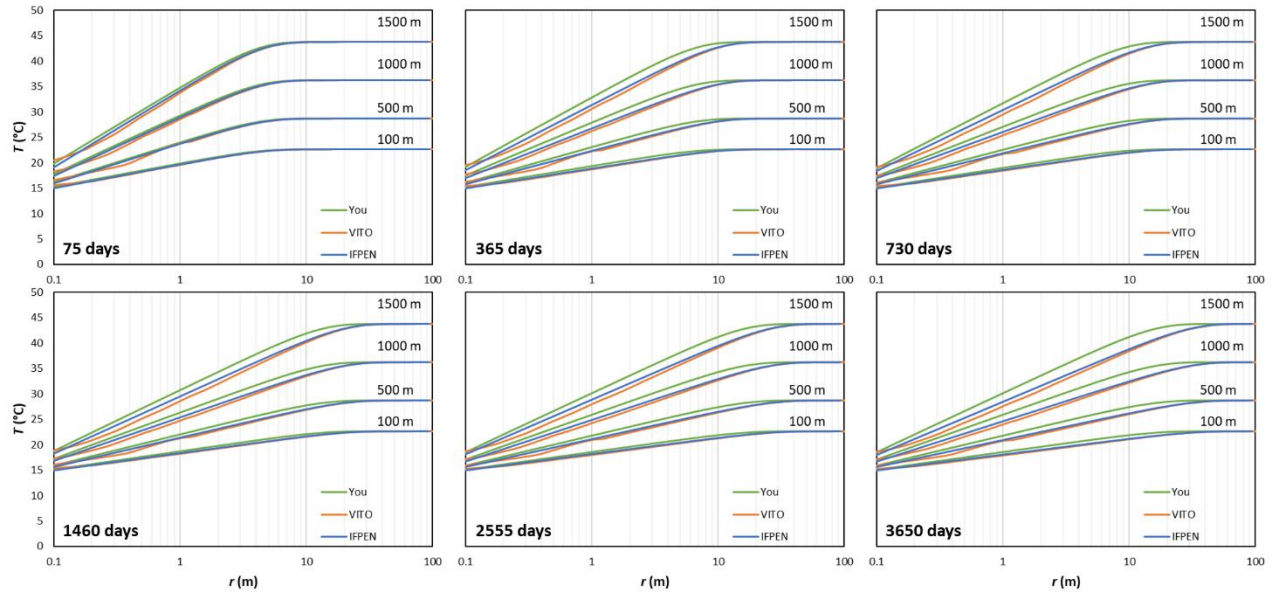 50
45
40
35
30
25
20
15
10
5
0
T (°C)
1500 m
1000 m
500 m
100 m
You
VITO
IFPEN
75 days
0.1 1 10 100
1500 m
1000 m
500 m
100 m
You
VITO
IFPEN
365 days
0.1 1 10 100
1500 m
1000 m
500 m
100 m
You
VITO
IFPEN
730 days
0.1 1 10 100
50
45
40
35
30
25
20
15
10
5
0
T (°C)
1500 m
1000 m
500 m
100 m
You
VITO
IFPEN
1460 days
0.1 1 10 100
r (m)
1500 m
1000 m
500 m
100 m
You
VITO
IFPEN
2555 days
0.1 1 10 100
r (m)
1500 m
1000 m
500 m
100 m
You
VITO
IFPEN
3650 days
0.1 1 10 100
r (m)